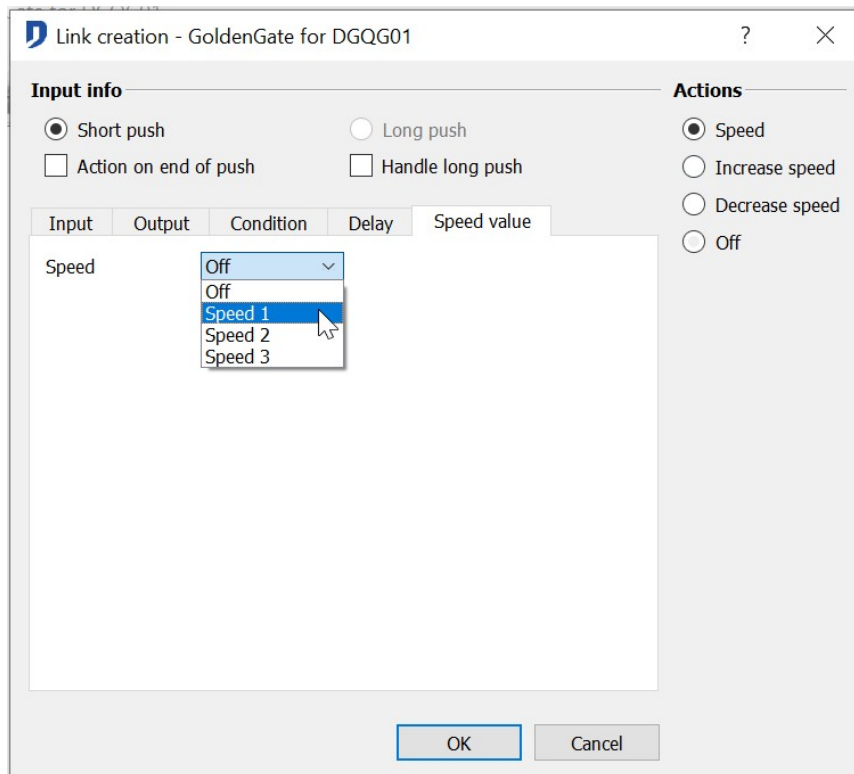 Link creation - GoldenGate for DGQG01
?
Input info
Short push
Long push
Action on end of push
Handle long push
Input
Output
Condition
Delay
Speed value
Speed
Off
Off
Speed 1
Speed 2
Speed 3
Actions
Speed
Increase speed
Decrease speed
Off
OK
Cancel